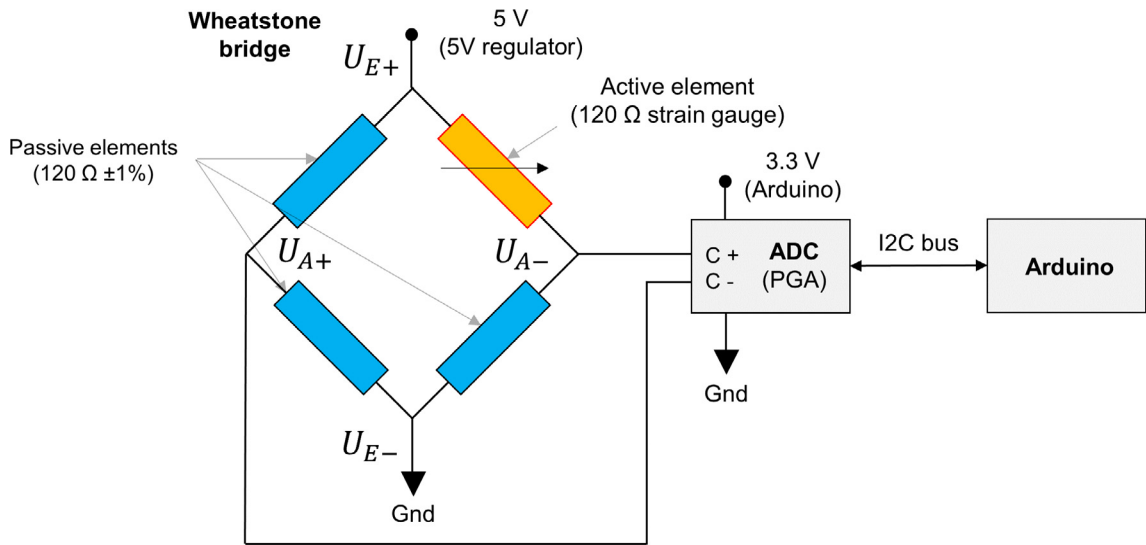 Wheatstone
bridge
5 V
(5V regulator)
U_{E+}
Active element
(120 Ω strain gauge)
Passive elements
(120 Ω ±1%)
3.3 V
(Arduino)
U_{A+}
U_{A-}
C +
C -
ADC
(PGA)
I2C bus
Arduino
Gnd
U_{E-}
Gnd